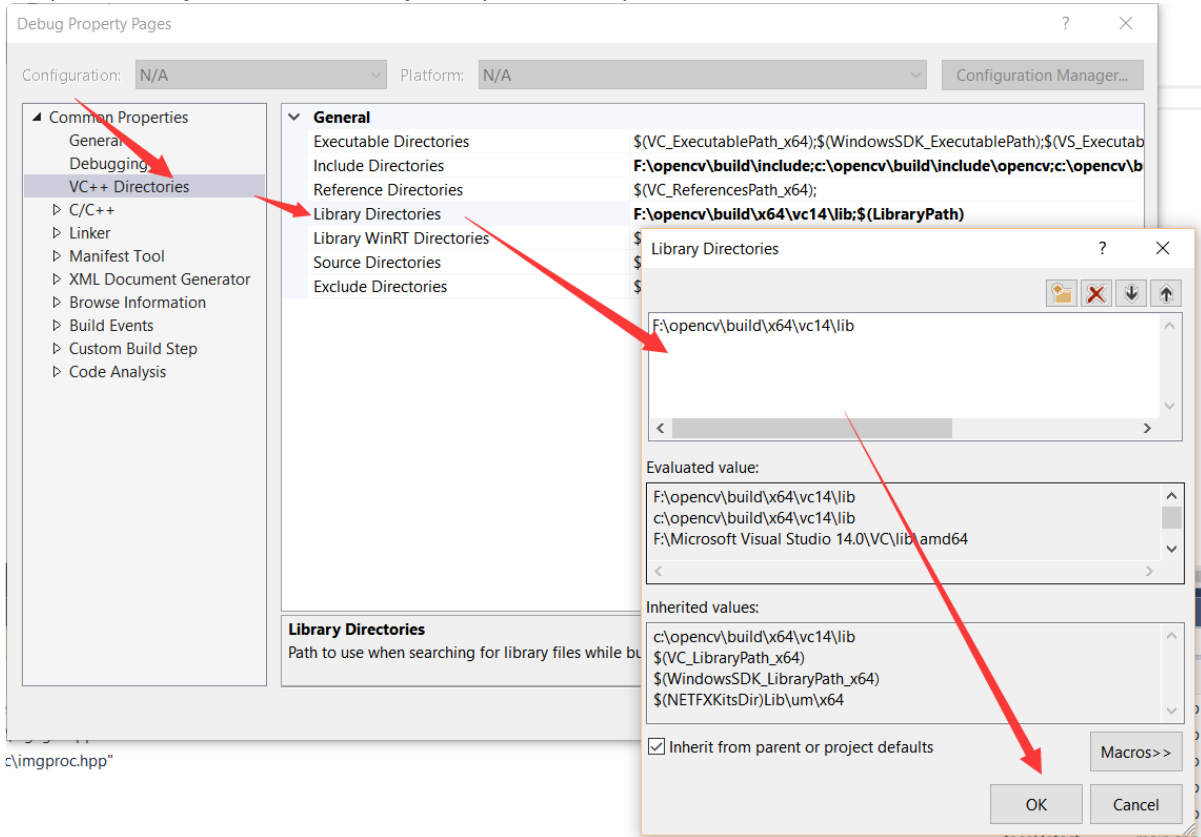 Debug Property Pages
Configuration: N/A Platform: N/A Configuration Manager...
Common Properties
General
Debugging
VC++ Directories
C/C++
Linker
Manifest Tool
XML Document Generator
Browse Information
Build Events
Custom Build Step
Code Analysis
General
Executable Directories $(VC_ExecutablePath_x64);$(WindowsSDK_ExecutablePath);$(VS_Executab
Include Directories F:\opencv\build\include;c:\opencv\build\include\opencv;c:\opencv\b
Reference Directories $(VC_ReferencesPath_x64);
Library Directories F:\opencv\build\x64\vc14\lib;$(LibraryPath)
Library WinRT Directories $
Source Directories $
Exclude Directories $
Library Directories
Path to use when searching for library files while bu
Library Directories
F:\opencv\build\x64\vc14\lib
Evaluated value:
F:\opencv\build\x64\vc14\lib
c:\opencv\build\x64\vc14\lib
F:\Microsoft Visual Studio 14.0\VC\lib\amd64
Inherited values:
c:\opencv\build\x64\vc14\lib
$(VC_LibraryPath_x64)
$(WindowsSDK_LibraryPath_x64)
$(NETFXKitsDir)Lib\um\x64
Inherit from parent or project defaults
Macros>>
OK Cancel
c\imgproc.hpp"